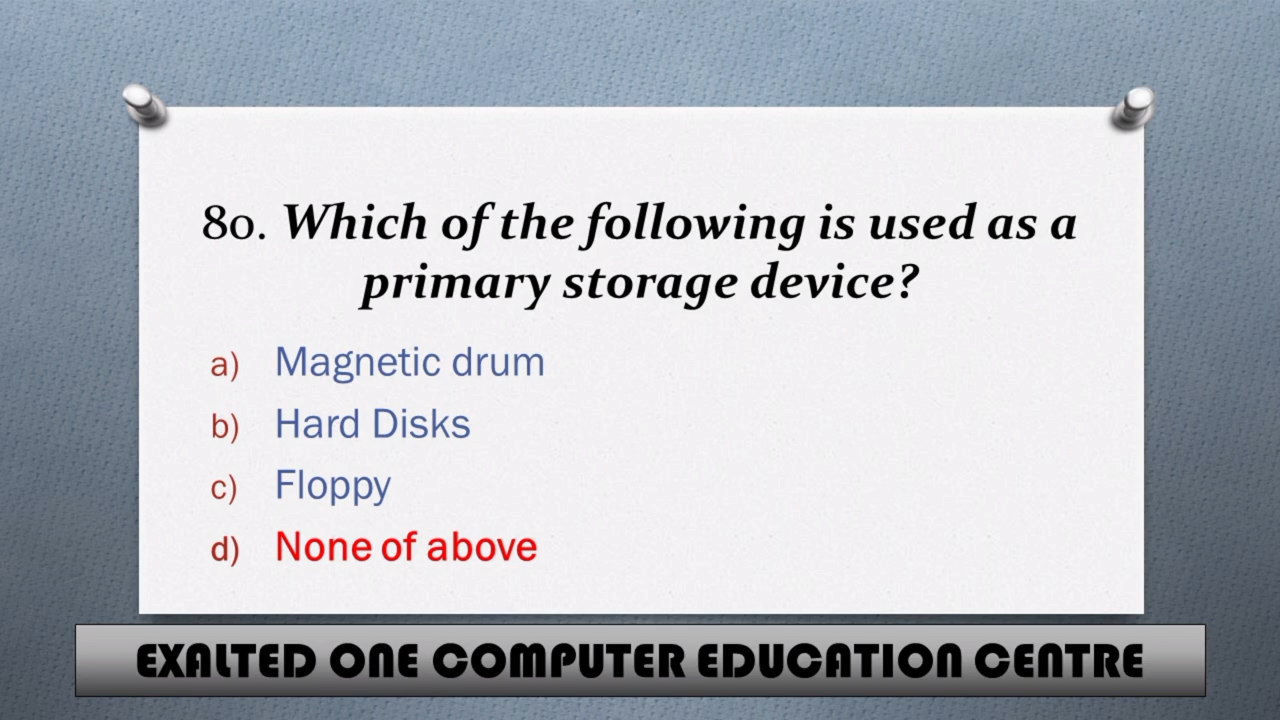 80. Which of the following is used as a
primary storage device?
a) Magnetic drum
b) Hard Disks
c) Floppy
d) None of above
EXALTED ONE COMPUTER EDUCATION CENTRE